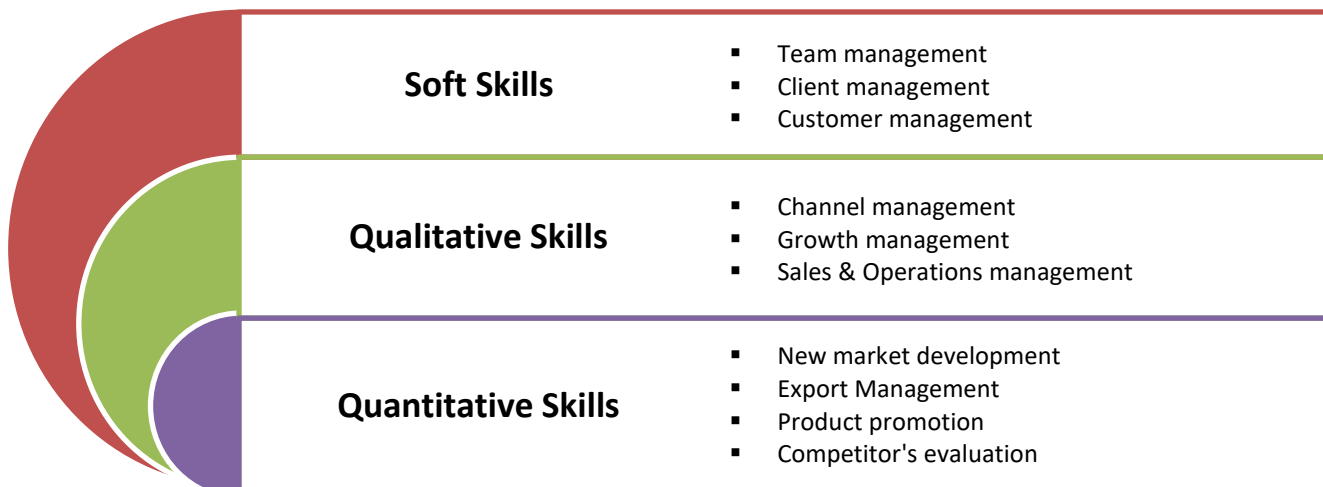 Soft Skills
▪ Team management
▪ Client management
▪ Customer management
Qualitative Skills
▪ Channel management
▪ Growth management
▪ Sales & Operations management
Quantitative Skills
▪ New market development
▪ Export Management
▪ Product promotion
▪ Competitor's evaluation